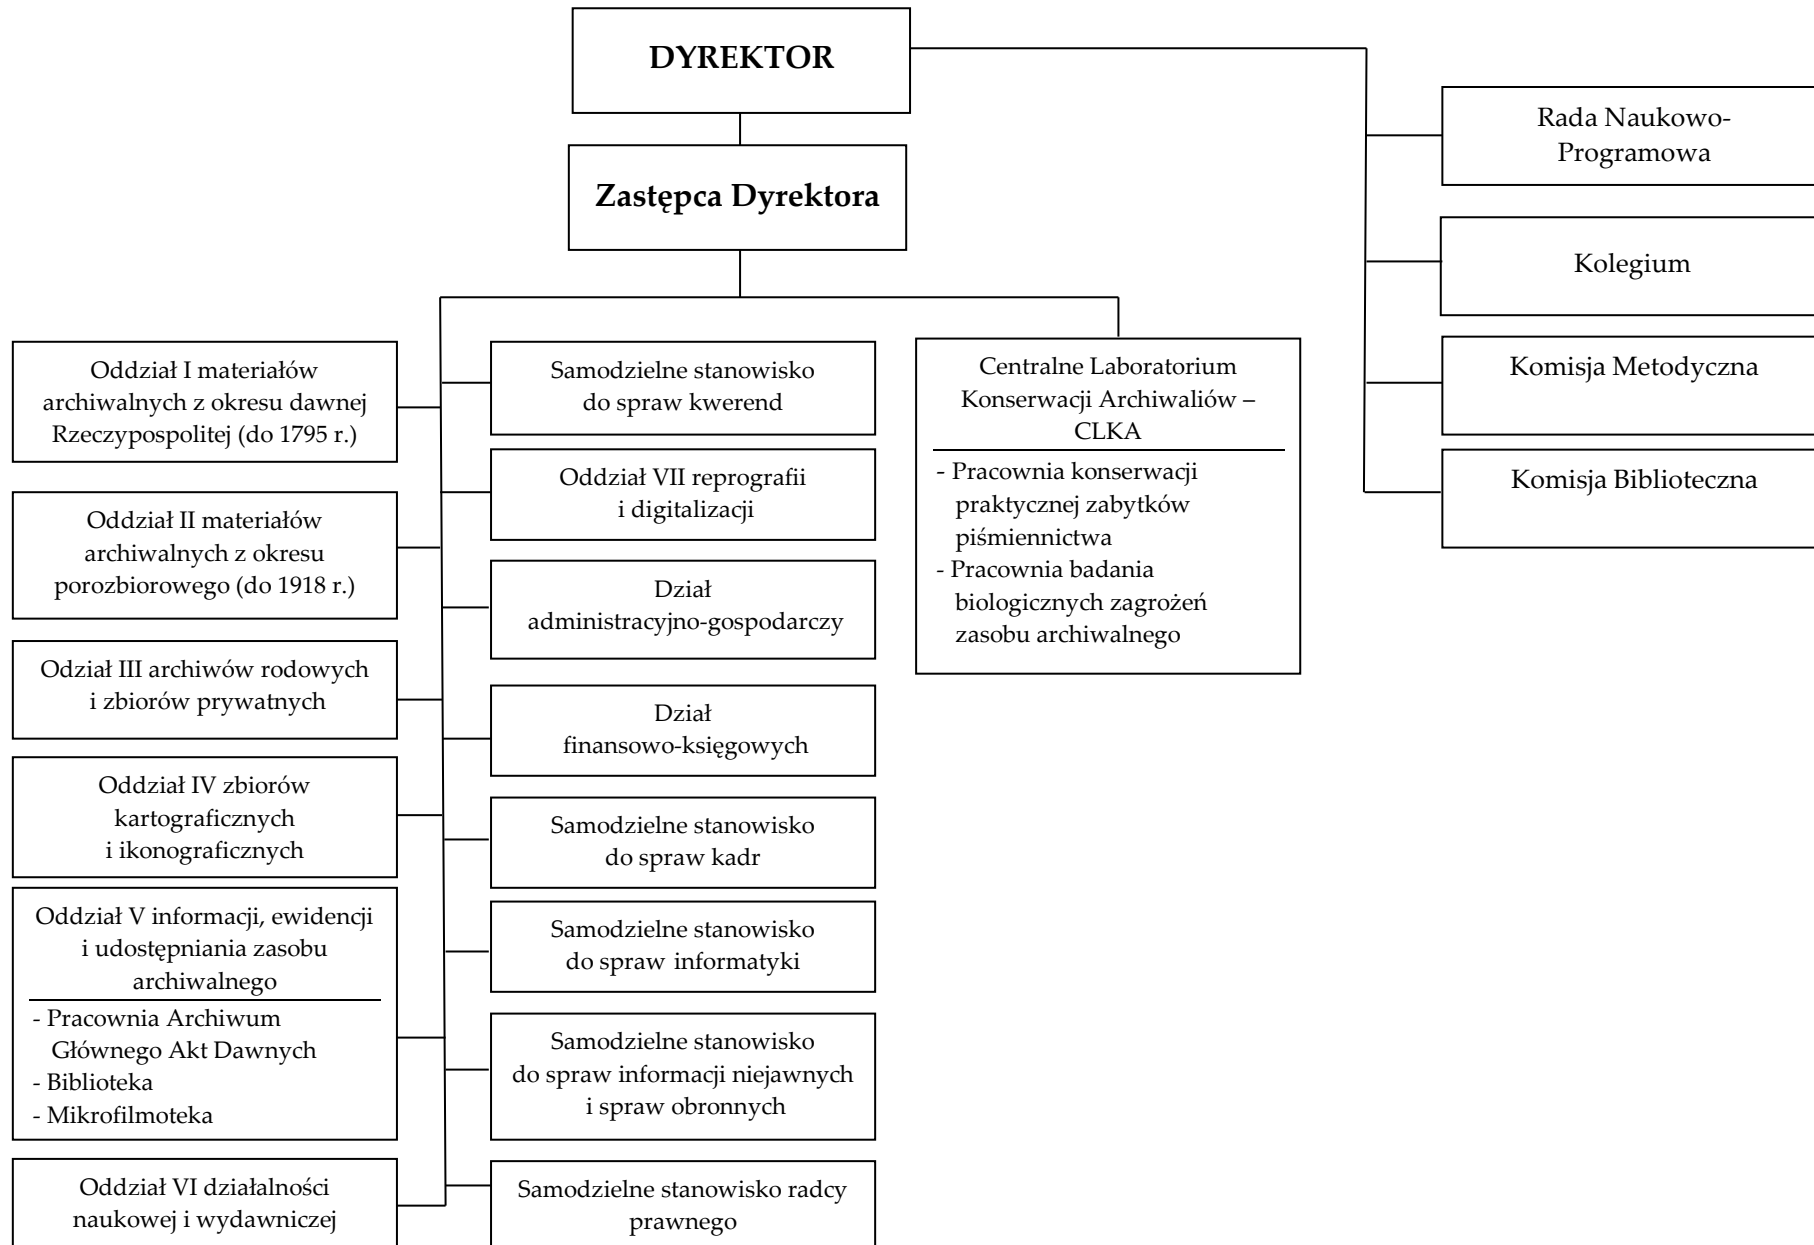 DYREKTOR
Zastępca Dyrektora
Rada Naukowo-
Programowa
Kolegium
Komisja Metodyczna
Komisja Biblioteczna
Oddział I materiałów
archiwalnych z okresu dawnej
Rzeczypospolitej (do 1795 r.)
Oddział II materiałów
archiwalnych z okresu
porozbiorowego (do 1918 r.)
Odział III archiwów rodowych
i zbiorów prywatnych
Oddział IV zbiorów
kartograficznych
i ikonograficznych
Oddział V informacji, ewidencji
i udostępniania zasobu
archiwalnego
- Pracownia Archiwum
Głównego Akt Dawnych
- Biblioteka
- Mikrofilmoteka
Oddział VI działalności
naukowej i wydawniczej
Samodzielne stanowisko
do spraw kwerend
Oddział VII reprografii
i digitalizacji
Dział
administracyjno-gospodarczy
Dział
finansowo-księgowych
Samodzielne stanowisko
do spraw kadr
Samodzielne stanowisko
do spraw informatyki
Samodzielne stanowisko
do spraw informacji niejawnych
i spraw obronnych
Samodzielne stanowisko radcy
prawnego
Centralne Laboratorium
Konserwacji Archiwaliów –
CLKA
- Pracownia konserwacji
praktycznej zabytków
piśmiennictwa
- Pracownia badania
biologicznych zagrożeń
zasobu archiwalnego